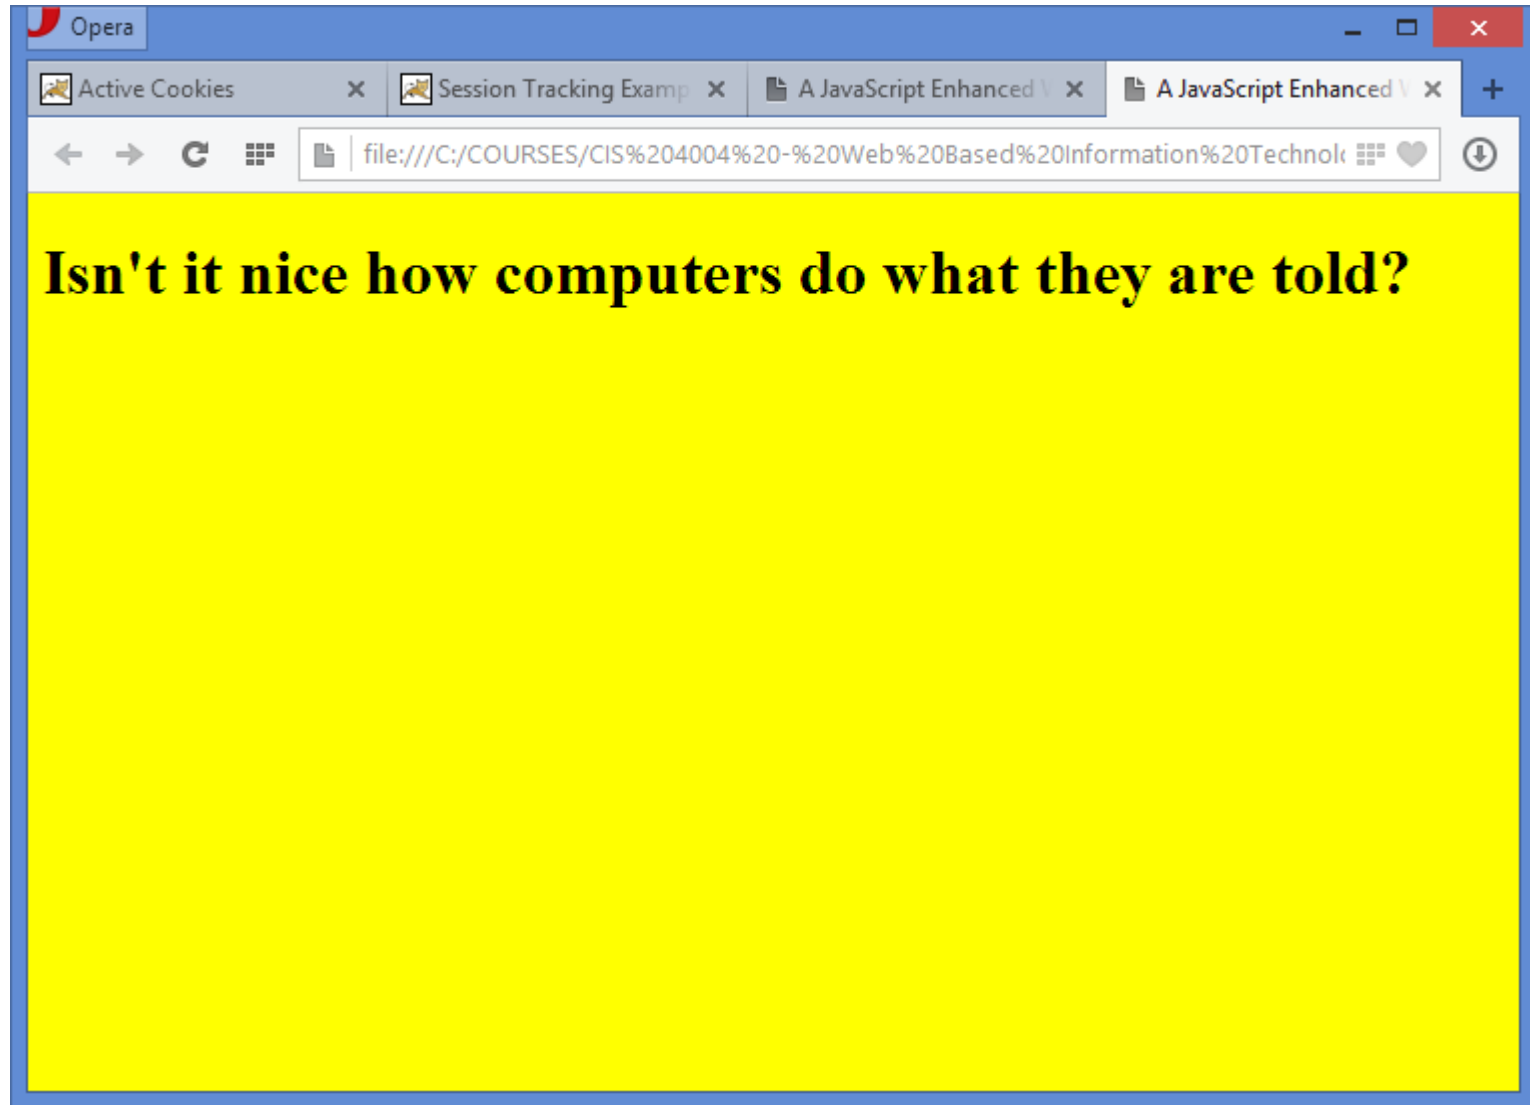 Opera
Active Cookies
Session Tracking Examp
A JavaScript Enhanced
A JavaScript Enhanced
file:///C:/COURSES/CIS%204004%20-%20Web%20Based%20Information%20Technolo
Isn't it nice how computers do what they are told?